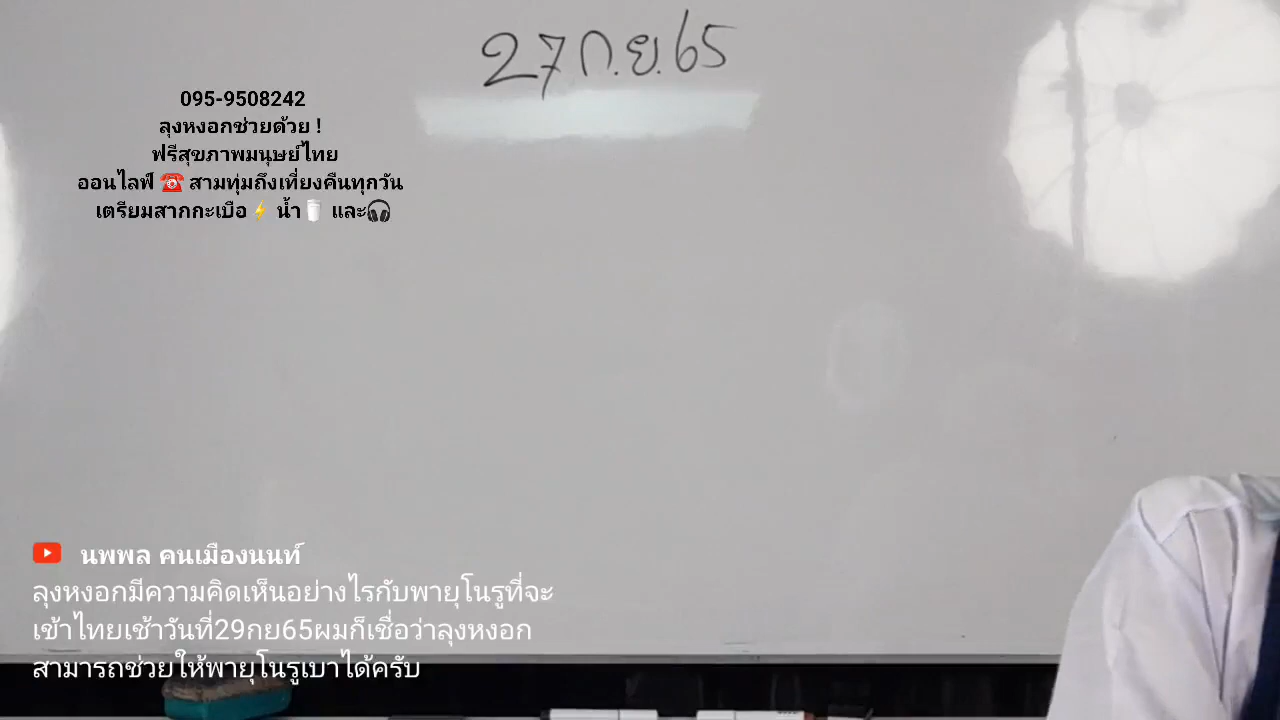 27 ก.ย. 65
095-9508242
ลุงหงอกช่วยด้วย !
ฟรีสุขภาพมนุษย์ไทย
ออนไลฟ์ ☎️ สามทุ่มถึงเที่ยงคืนทุกวัน
เตรียมสากกะเบือ⚡ น้ำ🥛 และ🎧
นพพล คนเมืองนนท์
ลุงหงอกมีความคิดเห็นอย่างไรกับพายุโนรูที่จะ
เข้าไทยเช้าวันที่29กย65ผมก็เชื่อว่าลุงหงอก
สามารถช่วยให้พายุโนรูเบาได้ครับ